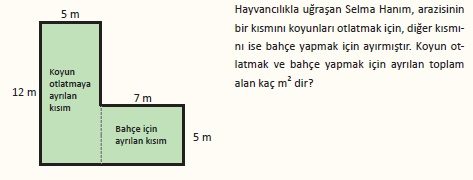 5 m
Koyun
otlatmaya
ayrılan
kısım
12 m
7 m
Bahçe için
ayrılan kısım
5 m
Hayvancılıkla uğraşan Selma Hanım, arazisinin
bir kısmını koyunları otlatmak için, diğer kısmı-
nı ise bahçe yapmak için ayırmıştır. Koyun ot-
latmak ve bahçe yapmak için ayrılan toplam
alan kaç m² dir?